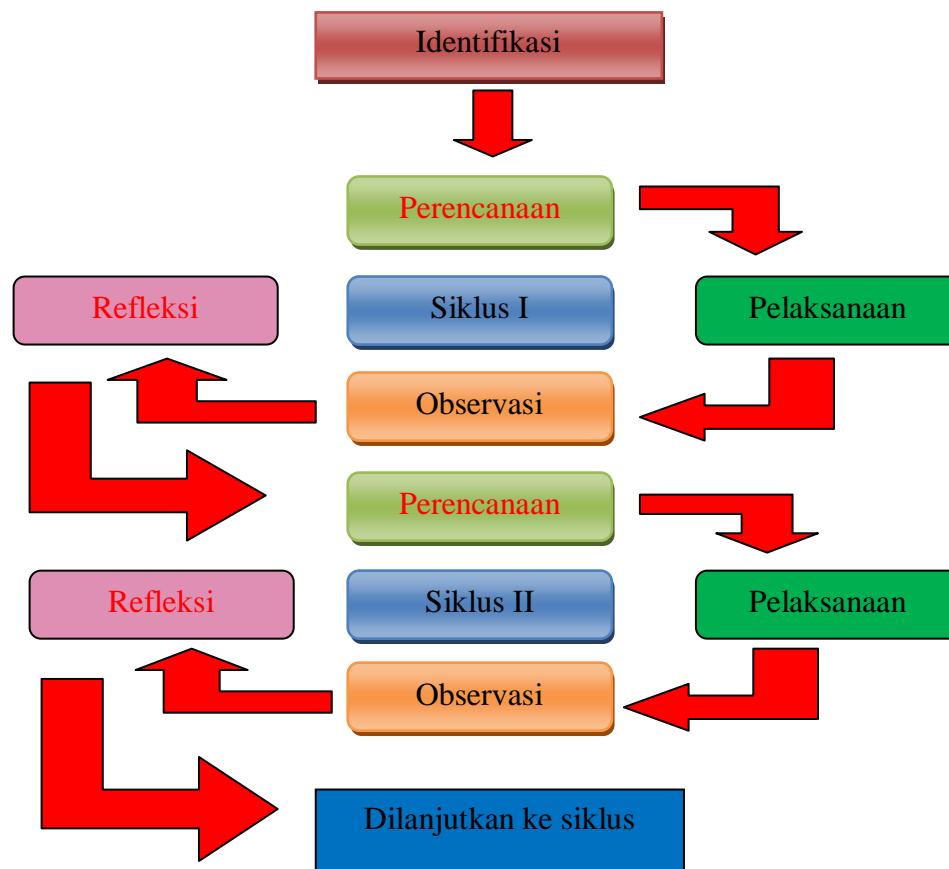 Identifikasi
Perencanaan
Refleksi
Siklus I
Pelaksanaan
Observasi
Perencanaan
Refleksi
Siklus II
Pelaksanaan
Observasi
Dilanjutkan ke siklus